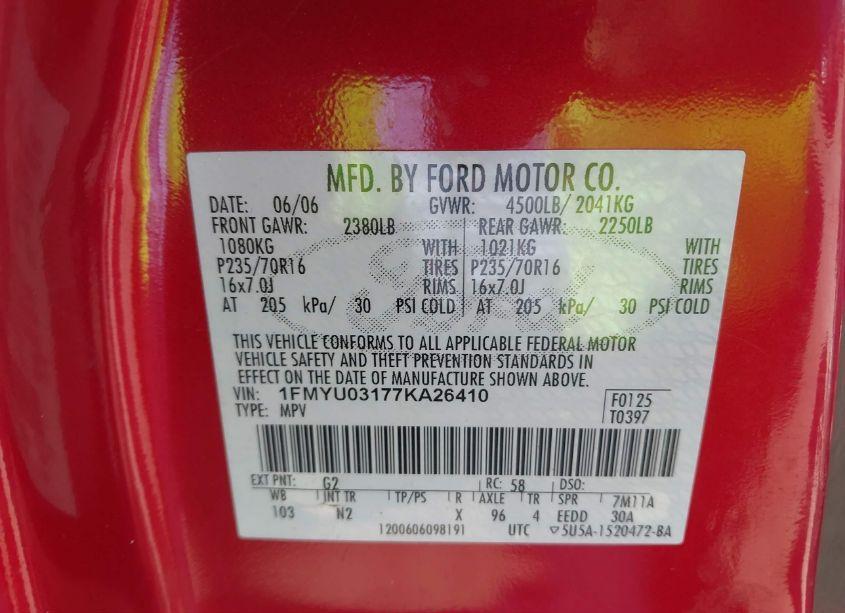 MFD. BY FORD MOTOR CO.
DATE: 06/06 GVWR: 4500LB/ 2041KG
FRONT GAWR: 2380LB REAR GAWR: 2250LB
1080KG WITH 1021KG WITH
P235/70R16 TIRES P235/70R16 TIRES
16x7.0J RIMS 16x7.0J RIMS
AT 205 kPa/ 30 PSI COLD AT 205 kPa/ 30 PSI COLD
THIS VEHICLE CONFORMS TO ALL APPLICABLE FEDERAL MOTOR
VEHICLE SAFETY AND THEFT PREVENTION STANDARDS IN
EFFECT ON THE DATE OF MANUFACTURE SHOWN ABOVE.
VIN: 1FMYU03177KA26410 F0125
TYPE: MPV T0397
EXT PNT: G2 RC: 58 DSO:
WB INT TR TP/PS R AXLE TR SPR 7M11A
103 N2 X 96 4 EEDD 30A
1200606098191 UTC ▽5U5A-1520472-BA